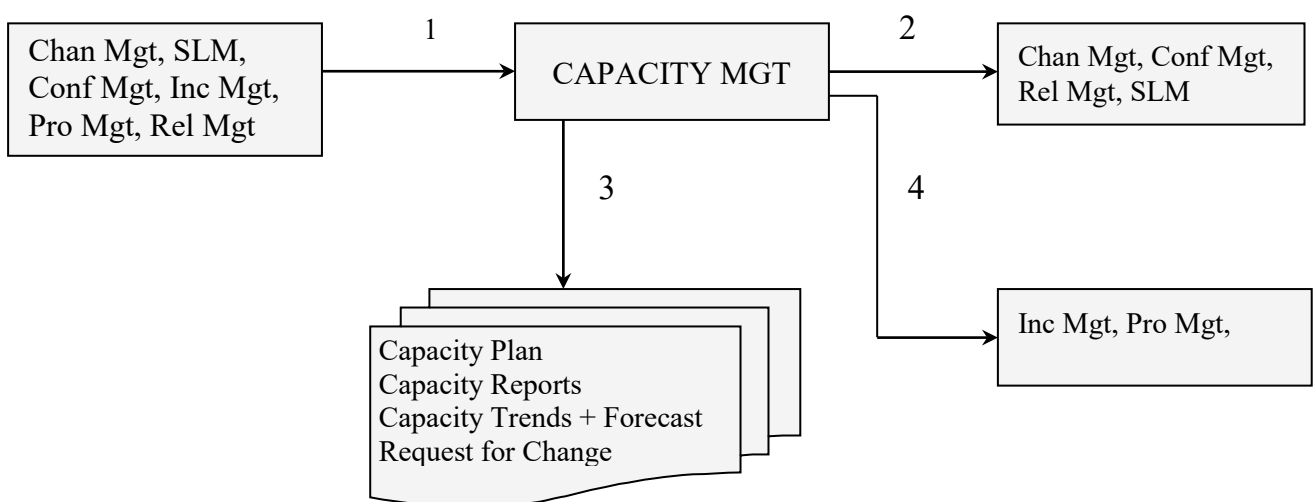 1
2
Chan Mgt, SLM,
Conf Mgt, Inc Mgt,
Pro Mgt, Rel Mgt
CAPACITY MGT
Chan Mgt, Conf Mgt,
Rel Mgt, SLM
3
4
Inc Mgt, Pro Mgt,
Capacity Plan
Capacity Reports
Capacity Trends + Forecast
Request for Change